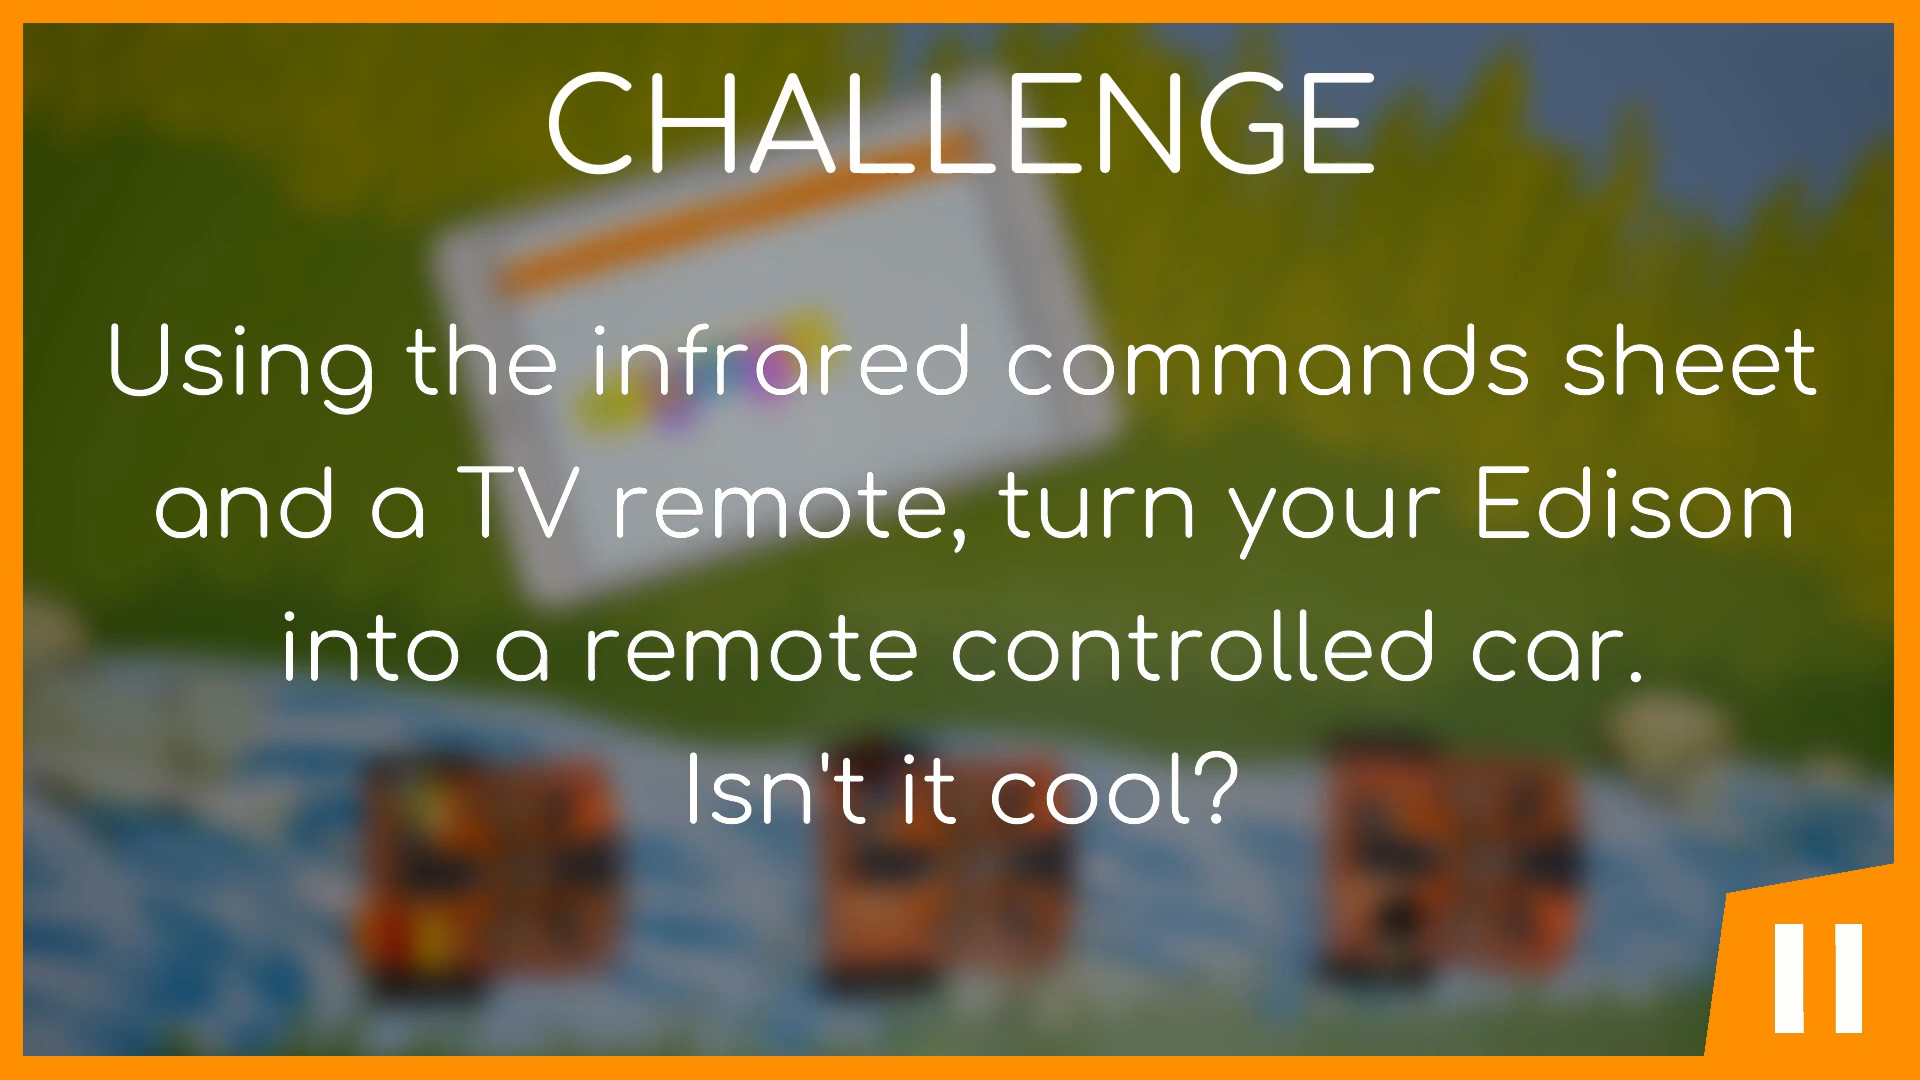 CHALLENGE
Using the infrared commands sheet
and a TV remote, turn your Edison
into a remote controlled car.
Isn't it cool?